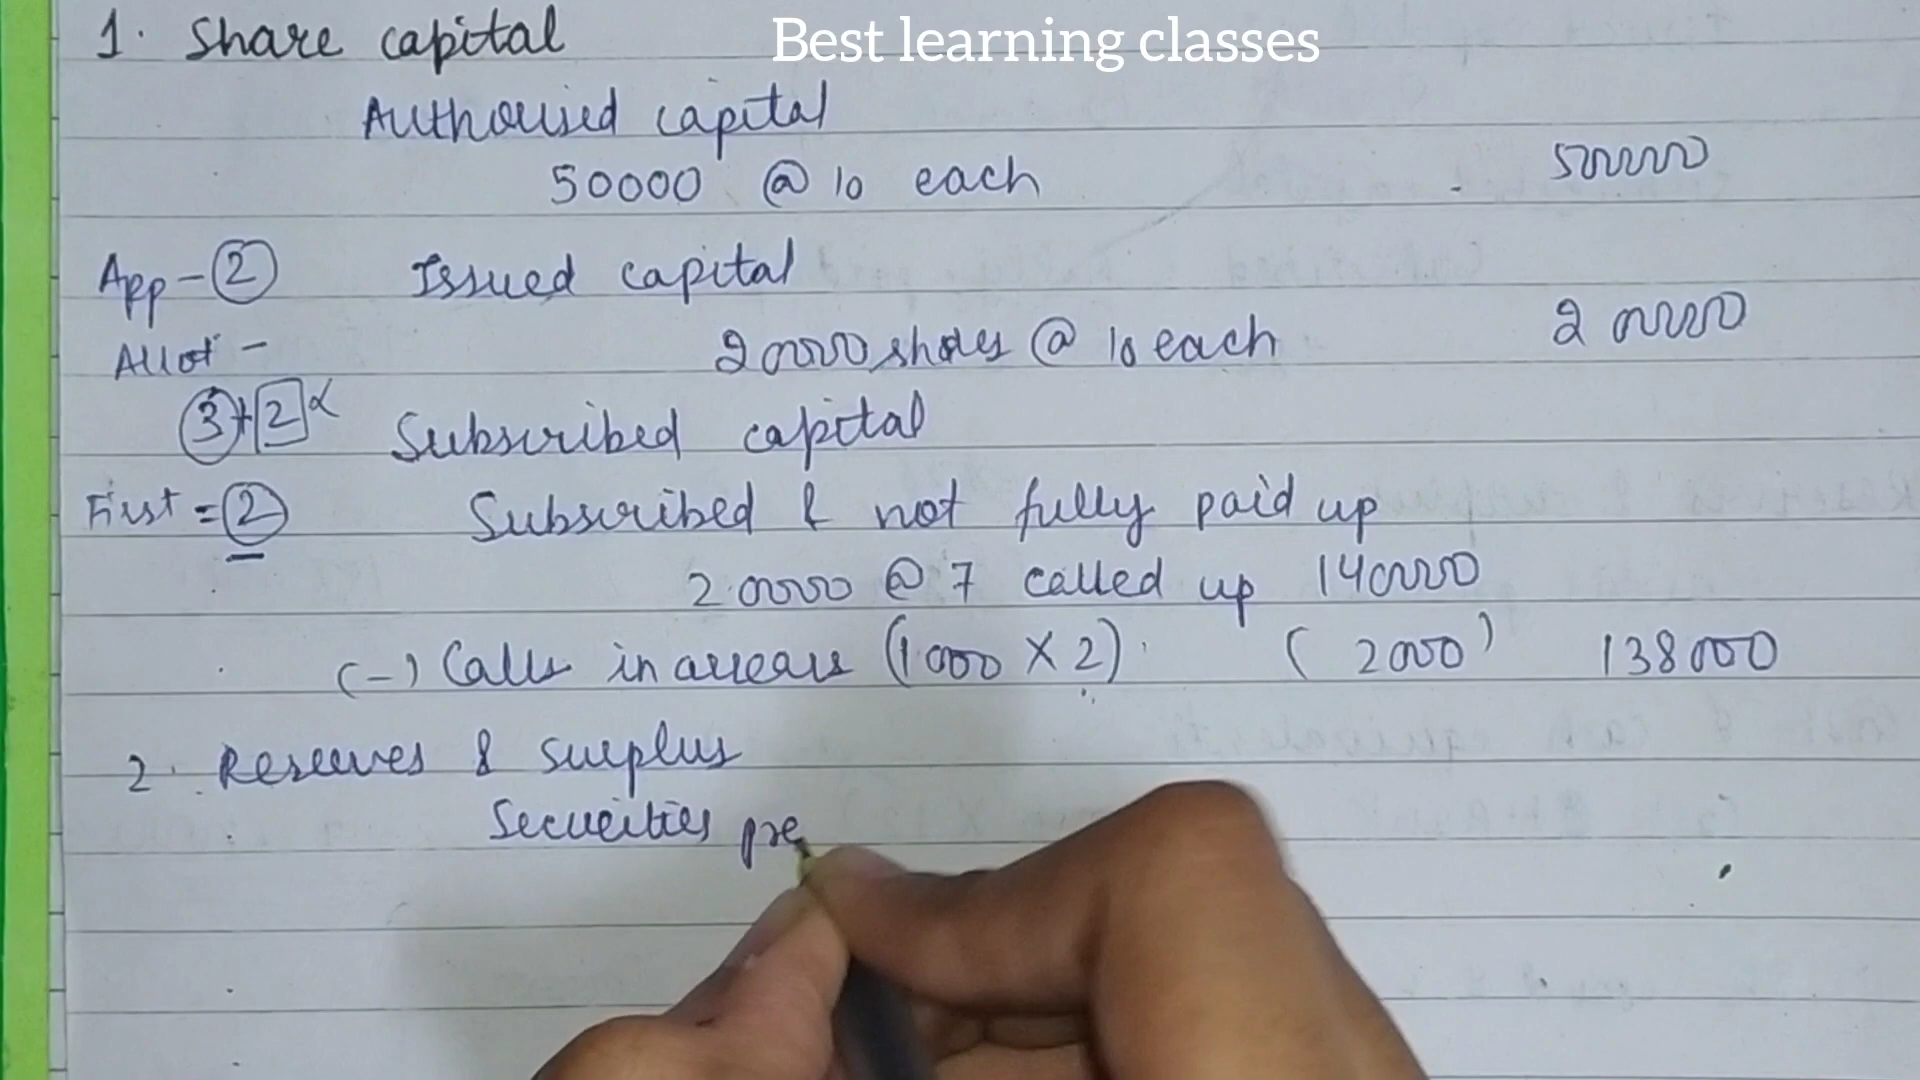 Best learning classes
1. Share capital
Authorised capital
50000 @ 10 each 500000
App - 2 Issued capital
Allot - 20000 shares @ 10 each 200000
3 + 2 Subscribed capital
First = 2 Subscribed & not fully paid up
20000 @ 7 called up 140000
(-) Calls in arrears (1000 X 2) (2000) 138000
2. Reserves & surplus
Securities pre